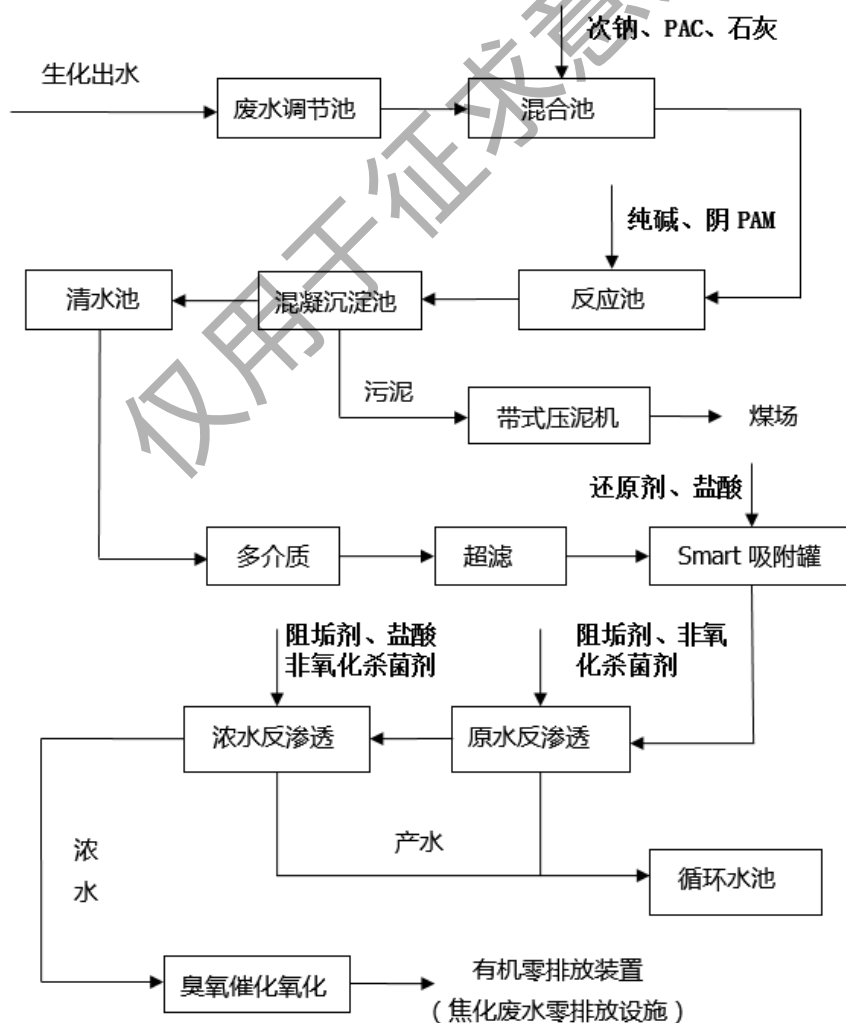 次钠、PAC、石灰
生化出水
废水调节池
混合池
纯碱、阴 PAM
清水池
混凝沉淀池
反应池
污泥
带式压泥机
煤场
还原剂、盐酸
多介质
超滤
Smart 吸附罐
阻垢剂、盐酸
非氧化杀菌剂
阻垢剂、非氧
化杀菌剂
浓水反渗透
原水反渗透
浓
水
产水
循环水池
臭氧催化氧化
有机零排放装置
（焦化废水零排放设施）
仅用于征求意